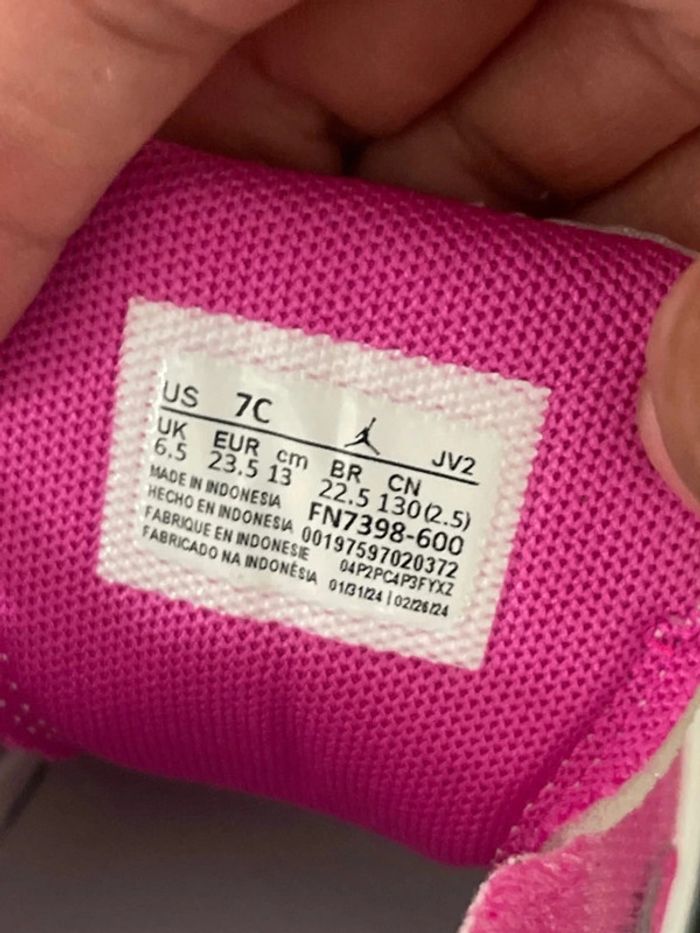 US 7C JV2
UK EUR cm BR CN
6.5 23.5 13 22.5 130(2.5)
MADE IN INDONESIA FN7398-600
HECHO EN INDONESIA 00197597020372
FABRIQUE EN INDONESIE 04P2PC4P3FYXZ
FABRICADO NA INDONÉSIA 01/31/24 | 02/26/24